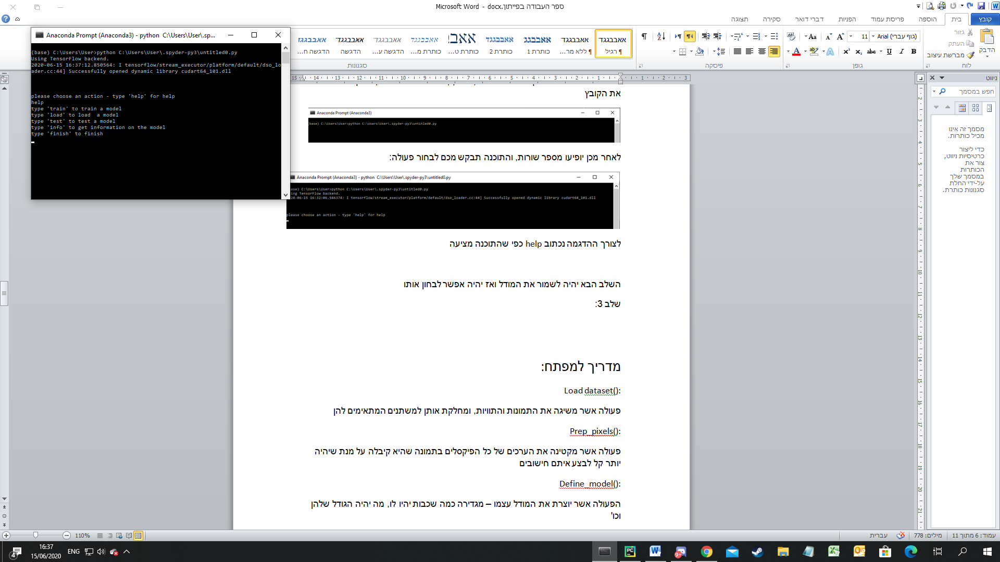 ספר העבודה בפייתון.docx - Microsoft Word
קובץ
בית
הוספה
פריסת עמוד
הפניות
דברי דואר
סקירה
תצוגה
הדבק
גזור
העתק
מברשת עיצוב
לוח
Arial (גוף עברי)
11
גופן
פיסקה
אאבבגגדד
¶ רגיל
אאבבגגדד
¶ ללא מר...
אאבבגג
כותרת 1
אאבבגגדד
כותרת 2
אאב
כותרת ט...
אאבבגגדד
כותרת מ...
אאבבגגדד
הדגשה ע...
אאבבגגדד
הדגשה
אאבבגגדד
הדגשה ח...
סגנונות
Anaconda Prompt (Anaconda3) - python  C:\Users\User\.sp...
(base) C:\Users\User>python C:\Users\User\.spyder-py3\untitled0.py
Using TensorFlow backend.
2020-06-15 16:37:12.850564: I tensorflow/stream_executor/platform/default/dso_lo
ader.cc:44] Successfully opened dynamic library cudart64_101.dll
please choose an action - type 'help' for help
help
type 'train' to train a model
type 'load' to load  a model
type 'test' to test a model
type 'info' to get information on the model
type 'finish' to finish
את הקובץ
Anaconda Prompt (Anaconda3)
(base) C:\Users\User>python C:\Users\User\.spyder-py3\untitled0.py
לאחר מכן יופיעו מספר שורות, והתוכנה תבקש מכם לבחור פעולה:
Anaconda Prompt (Anaconda3) - python  C:\Users\User\.spyder-py3\untitled0.py
ase) C:\Users\User>python C:\Users\User\.spyder-py3\untitled0.py
ing TensorFlow backend.
20-06-15 16:32:06.946374: I tensorflow/stream_executor/platform/default/dso_loader.cc:44] Successfully opened dynamic library cudart64_101.dll
please choose an action - type 'help' for help
לצורך ההדגמה נכתוב help כפי שהתוכנה מציעה
השלב הבא יהיה לשמור את המודל ואז יהיה אפשר לבחון אותו
שלב 3:
מדריך למפתח:
Load dataset():
פעולה אשר משיגה את התמונות והתוויות, ומחלקת אותן למשתנים המתאימים להן
Prep_pixels():
פעולה אשר מקטינה את הערכים של כל הפיקסלים בתמונה שהיא קיבלה על מנת שיהיה
יותר קל לבצע איתם חישובים
Define_model():
הפעולה אשר יוצרת את המודל עצמו – מגדירה כמה שכבות יהיו לו, מה יהיה הגודל שלהן
וכו'
ניווט
חפש במסמך
מסמך זה אינו
מכיל כותרות.
כדי ליצור
כרטיסיות ניווט,
צור את
הכותרות
במסמך שלך
על-ידי החלת
סגנונות כותרת.
עמוד: 6 מתוך 11
מילים: 778
עברית
110%
16:37
15/06/2020
ENG
4
9+